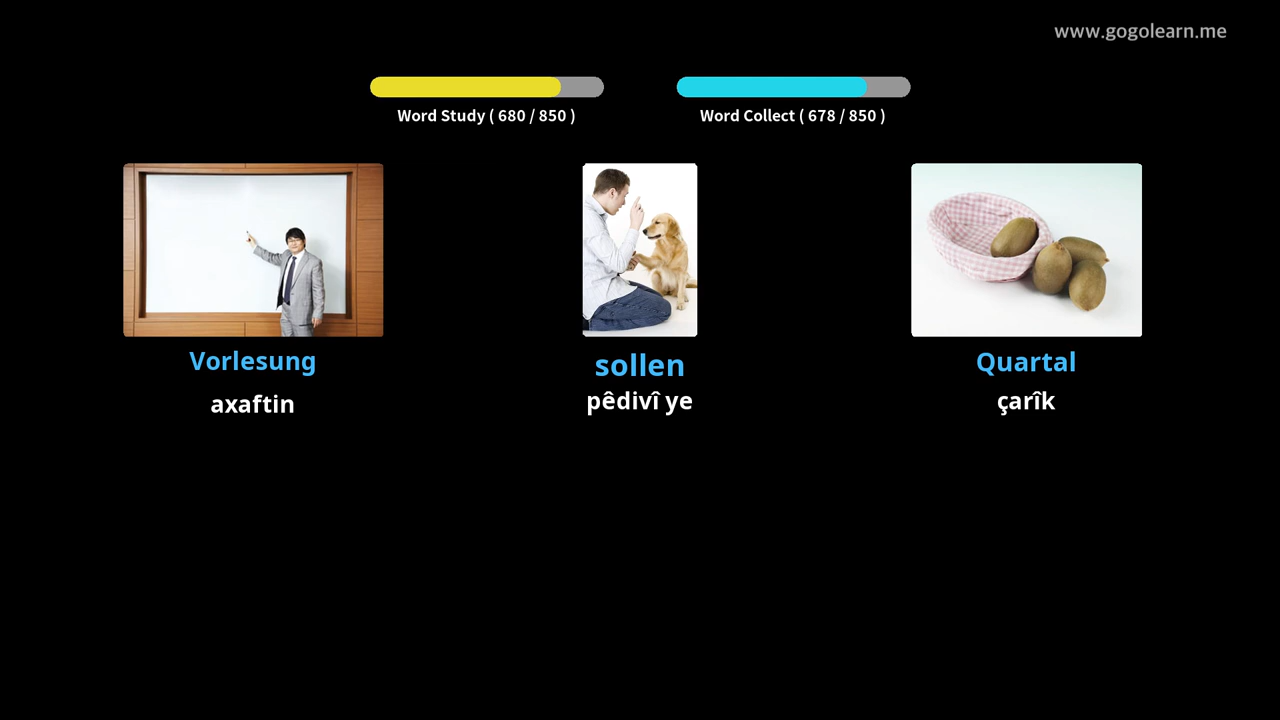 www.gogolearn.me
Word Study ( 680 / 850 )
Word Collect ( 678 / 850 )
Vorlesung
axaftin
sollen
pêdivî ye
Quartal
çarîk